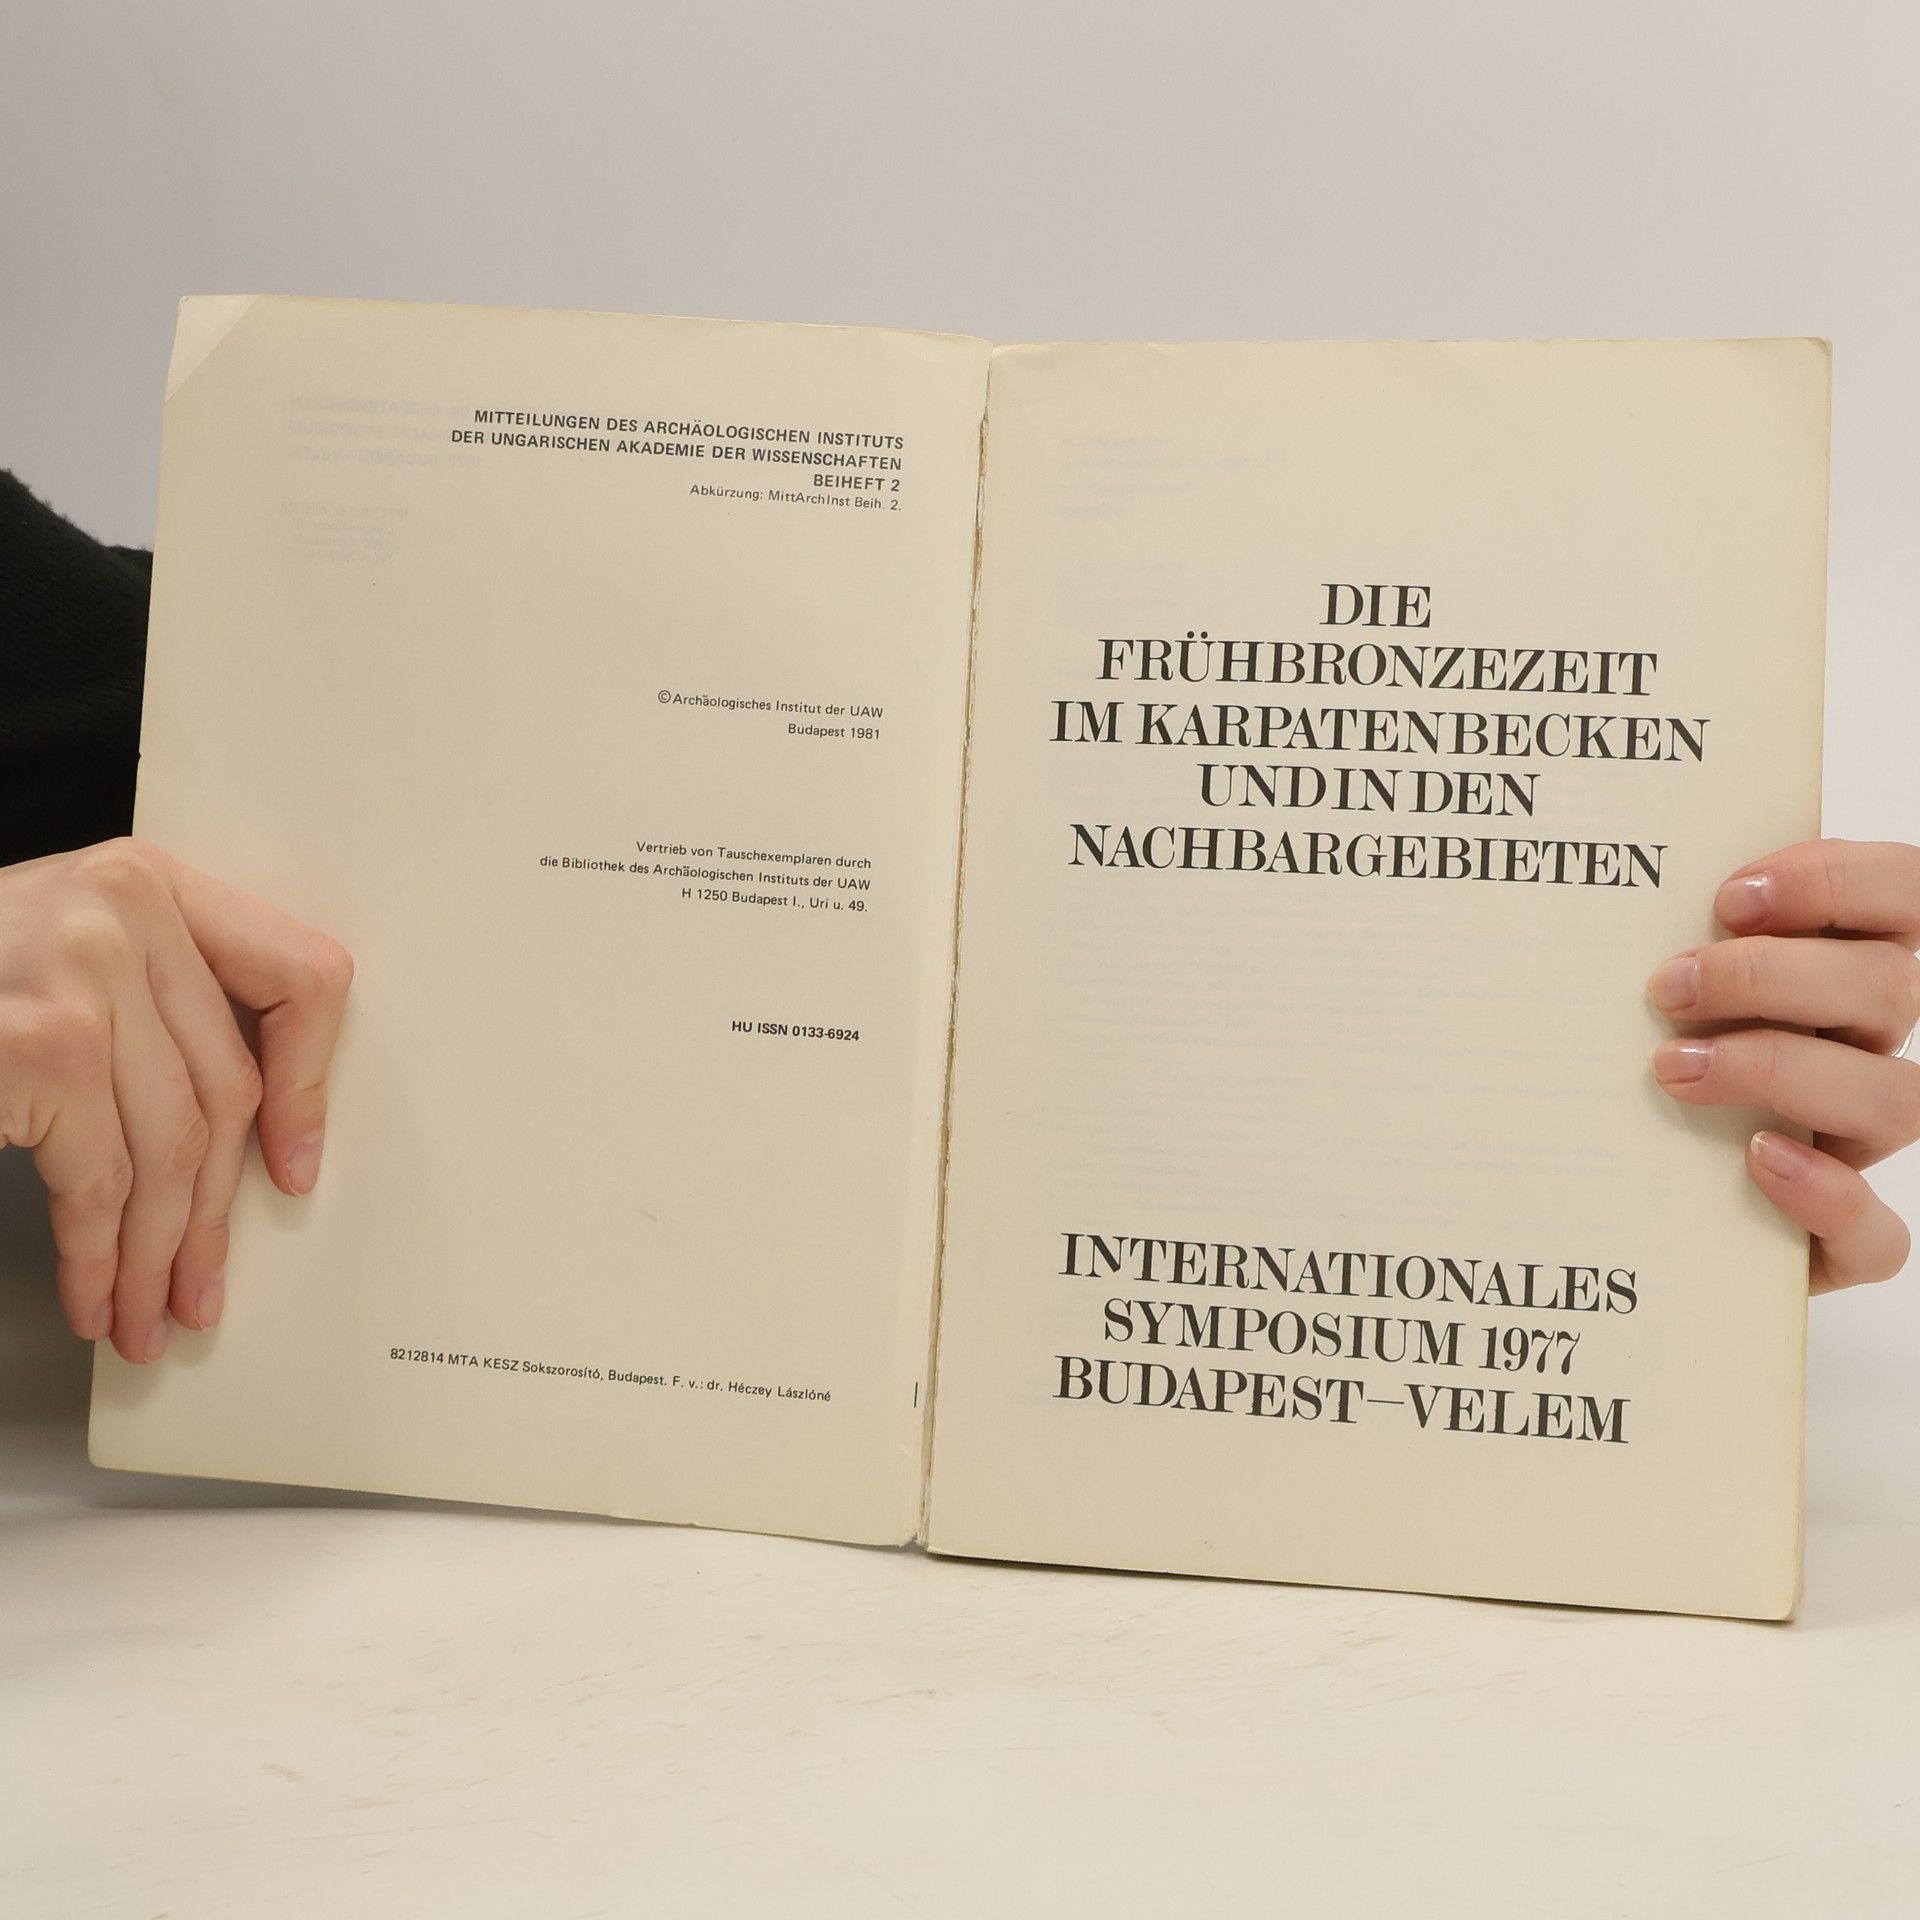 MITTEILUNGEN DES ARCHÄOLOGISCHEN INSTITUTS
DER UNGARISCHEN AKADEMIE DER WISSENSCHAFTEN
BEIHEFT 2
Abkürzung: MittArchInst Beih. 2.
© Archäologisches Institut der UAW
Budapest 1981
Vertrieb von Tauschexemplaren durch
die Bibliothek des Archäologischen Instituts der UAW
H 1250 Budapest I., Uri u. 49.
HU ISSN 0133-6924
8212814 MTA KESZ Sokszorosító, Budapest. F. v.: dr. Héczey Lászlóné
DIE
FRÜHBRONZEZEIT
IM KARPATENBECKEN
UND IN DEN
NACHBARGEBIETEN
INTERNATIONALES
SYMPOSIUM 1977
BUDAPEST—VELEM